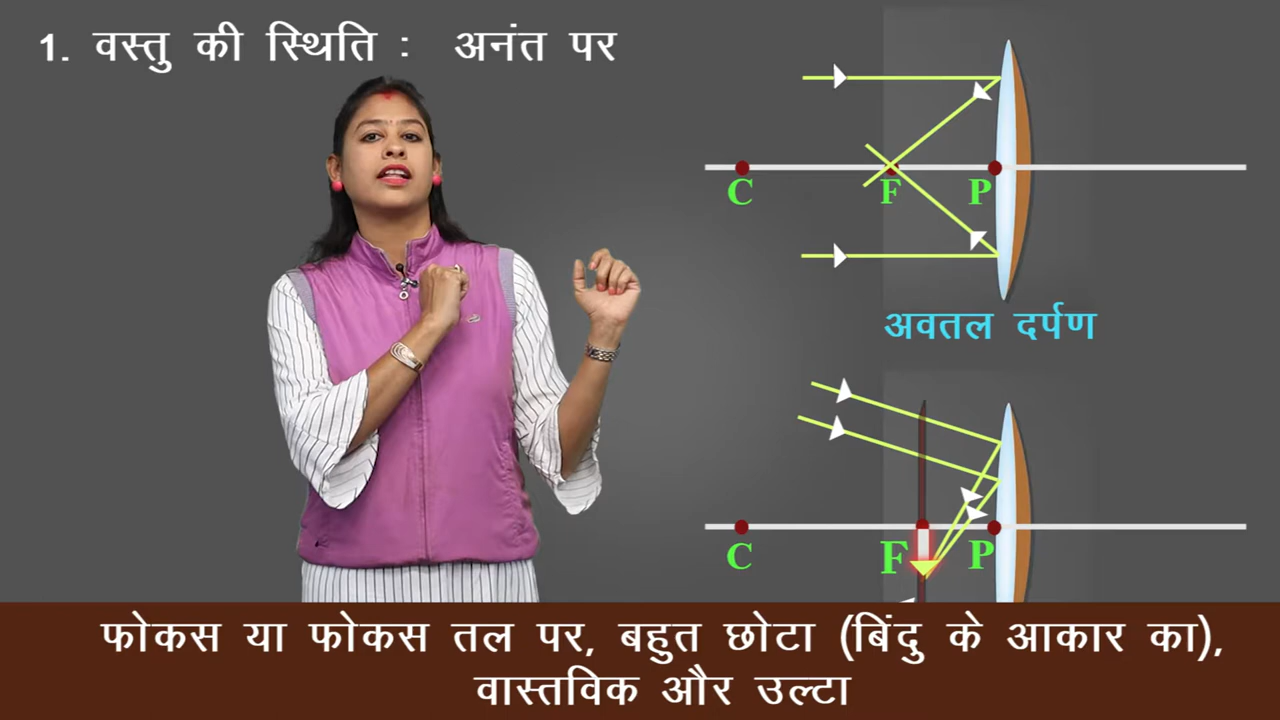 1. वस्तु की स्थिति : अनंत पर
C
F
P
अवतल दर्पण
C
F
P
फोकस या फोकस तल पर, बहुत छोटा (बिंदु के आकार का),
वास्तविक और उल्टा